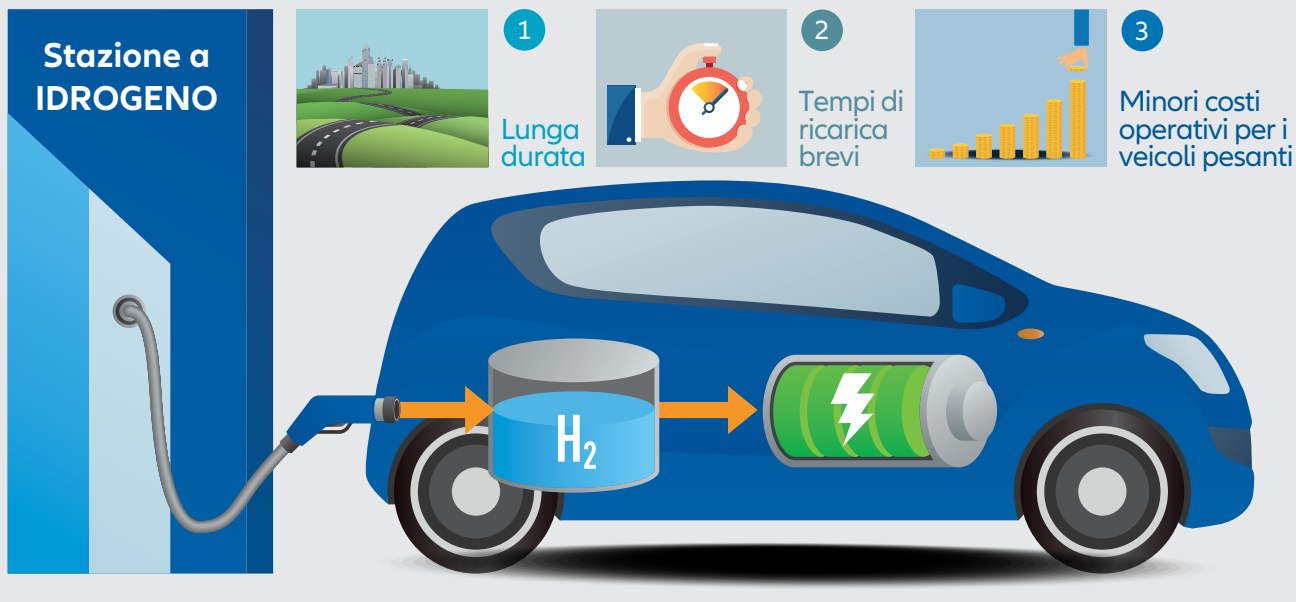 Stazione a
IDROGENO
1
Lunga
durata
2
Tempi di
ricarica
brevi
3
Minori costi
operativi per i
veicoli pesanti
H₂